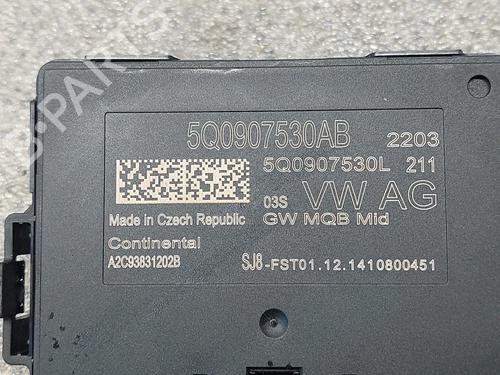 B-PARTS
5Q0907530AB 2203
5Q0907530L 211
03S VW AG
Made in Czech Republic GW MQB Mid
Continental
A2C93831202B SJ8-FST01.12.1410800451